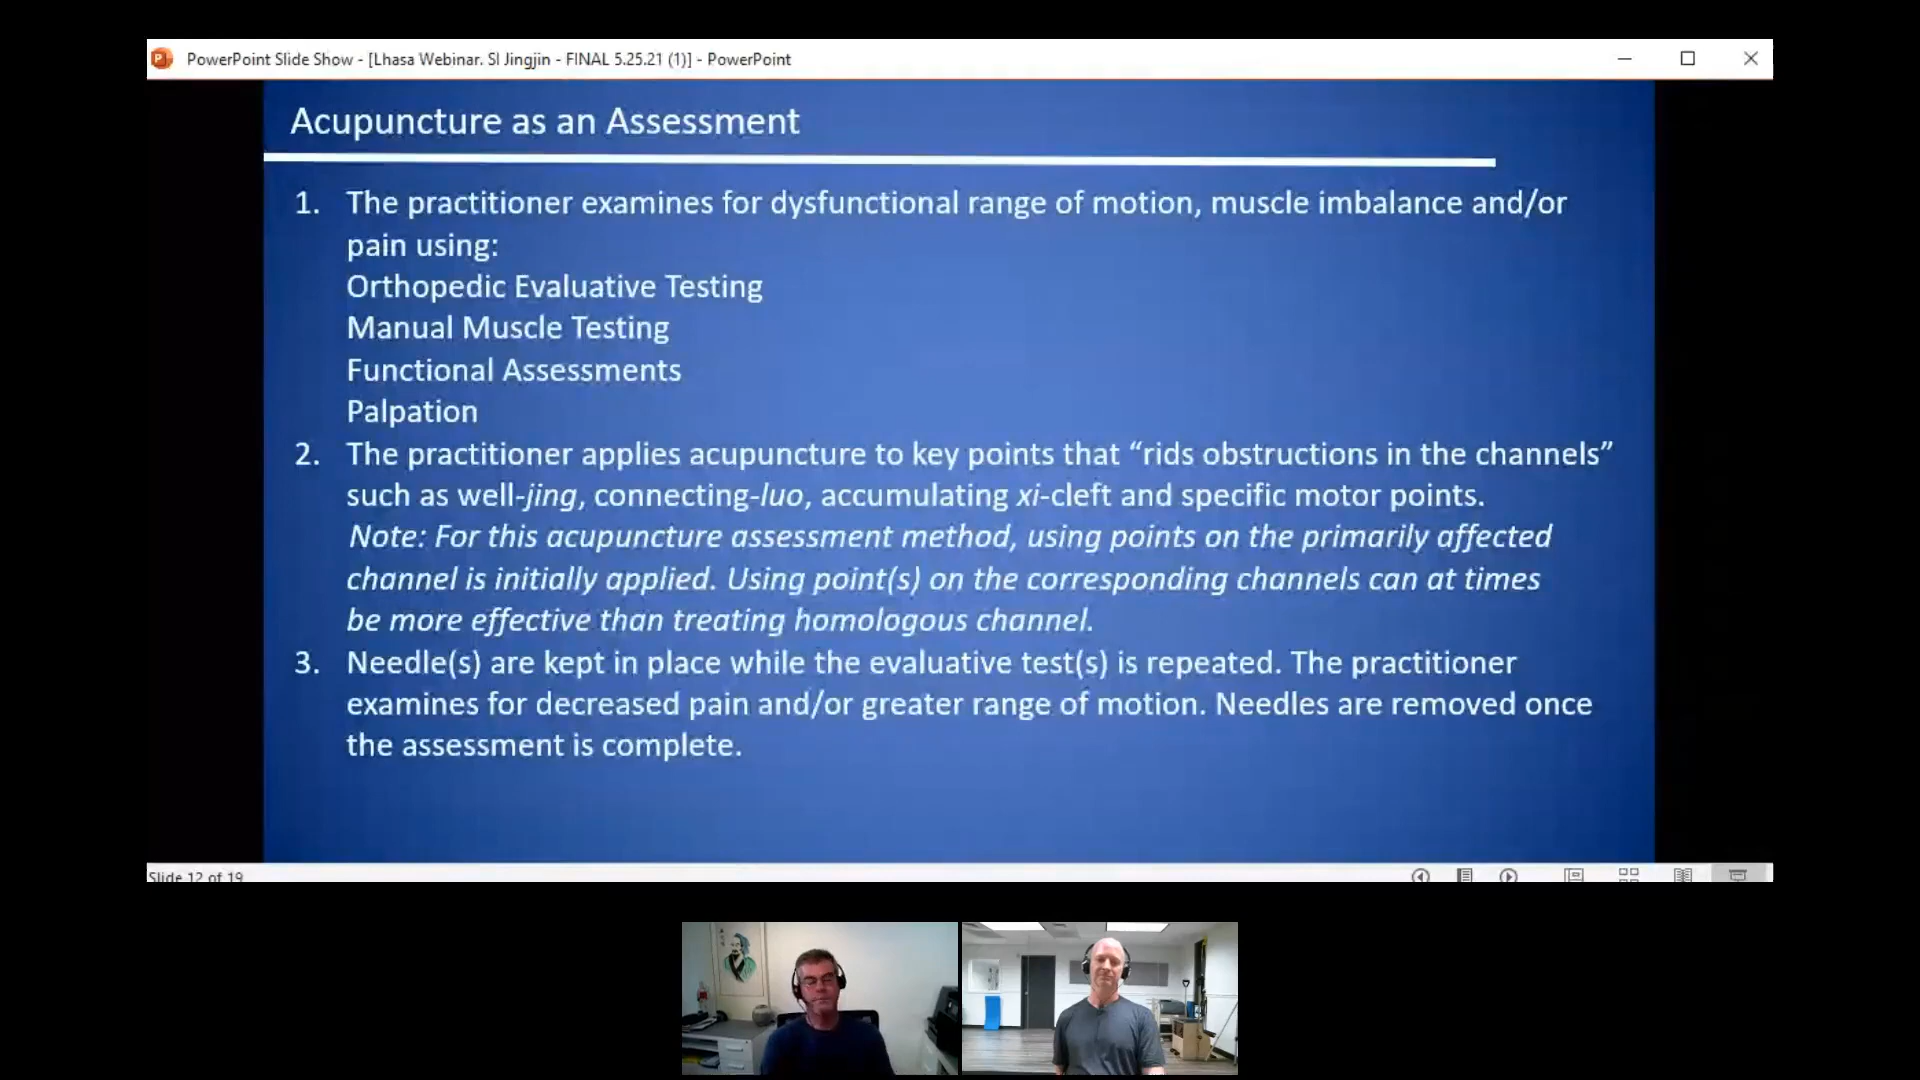 PowerPoint Slide Show - [Lhasa Webinar. SI Jingjin - FINAL 5.25.21 (1)] - PowerPoint
Acupuncture as an Assessment
1. The practitioner examines for dysfunctional range of motion, muscle imbalance and/or
pain using:
Orthopedic Evaluative Testing
Manual Muscle Testing
Functional Assessments
Palpation
2. The practitioner applies acupuncture to key points that “rids obstructions in the channels”
such as well-jing, connecting-luo, accumulating xi-cleft and specific motor points.
Note: For this acupuncture assessment method, using points on the primarily affected
channel is initially applied. Using point(s) on the corresponding channels can at times
be more effective than treating homologous channel.
3. Needle(s) are kept in place while the evaluative test(s) is repeated. The practitioner
examines for decreased pain and/or greater range of motion. Needles are removed once
the assessment is complete.
Slide 12 of 19